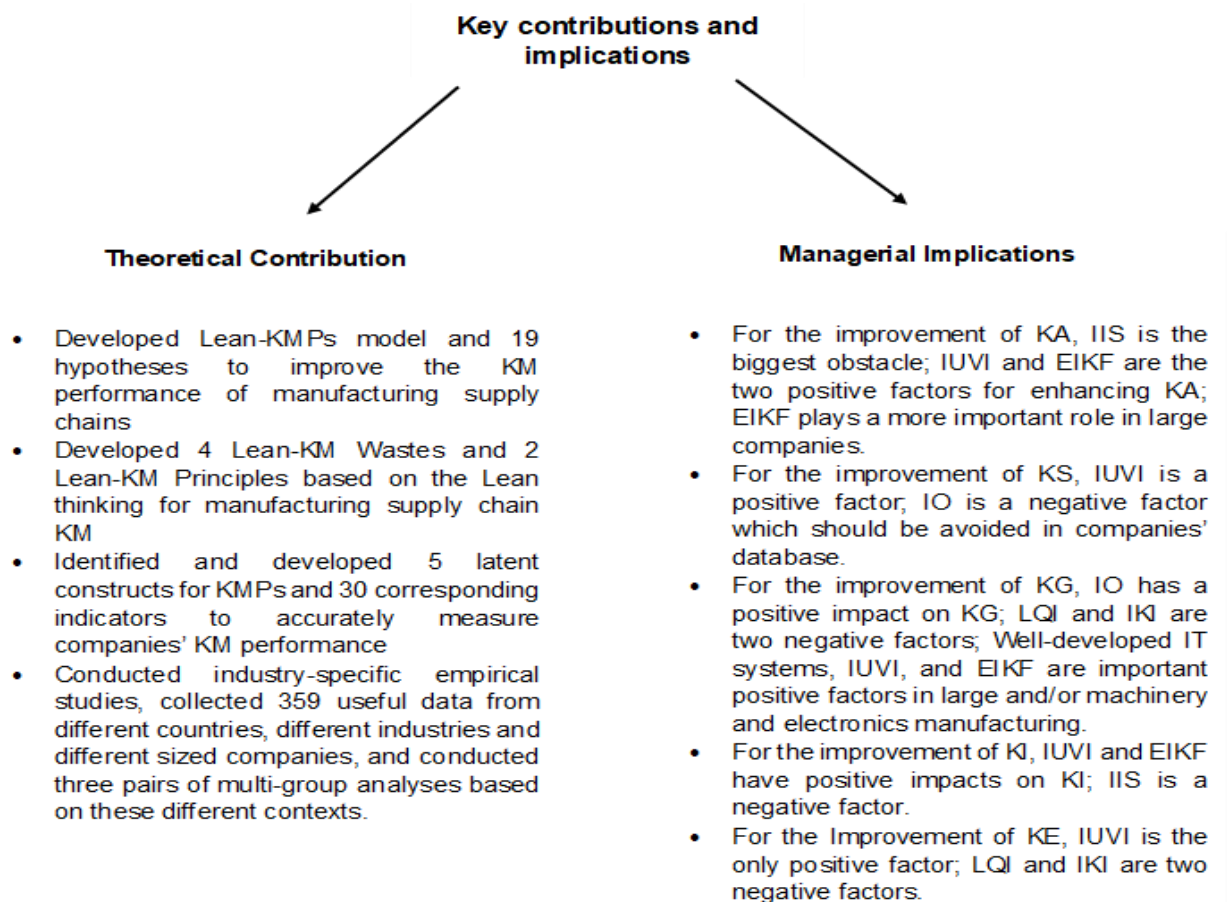 Key contributions and
implications
Theoretical Contribution
• Developed Lean-KMPs model and 19
hypotheses to improve the KM
performance of manufacturing supply
chains
• Developed 4 Lean-KM Wastes and 2
Lean-KM Principles based on the Lean
thinking for manufacturing supply chain
KM
• Identified and developed 5 latent
constructs for KMPs and 30 corresponding
indicators to accurately measure
companies’ KM performance
• Conducted industry-specific empirical
studies, collected 359 useful data from
different countries, different industries and
different sized companies, and conducted
three pairs of multi-group analyses based
on these different contexts.
Managerial Implications
• For the improvement of KA, IIS is the
biggest obstacle; IUVI and EIKF are the
two positive factors for enhancing KA;
EIKF plays a more important role in large
companies.
• For the improvement of KS, IUVI is a
positive factor; IO is a negative factor
which should be avoided in companies’
database.
• For the improvement of KG, IO has a
positive impact on KG; LQI and IKI are
two negative factors; Well-developed IT
systems, IUVI, and EIKF are important
positive factors in large and/or machinery
and electronics manufacturing.
• For the improvement of KI, IUVI and EIKF
have positive impacts on KI; IIS is a
negative factor.
• For the Improvement of KE, IUVI is the
only positive factor; LQI and IKI are two
negative factors.